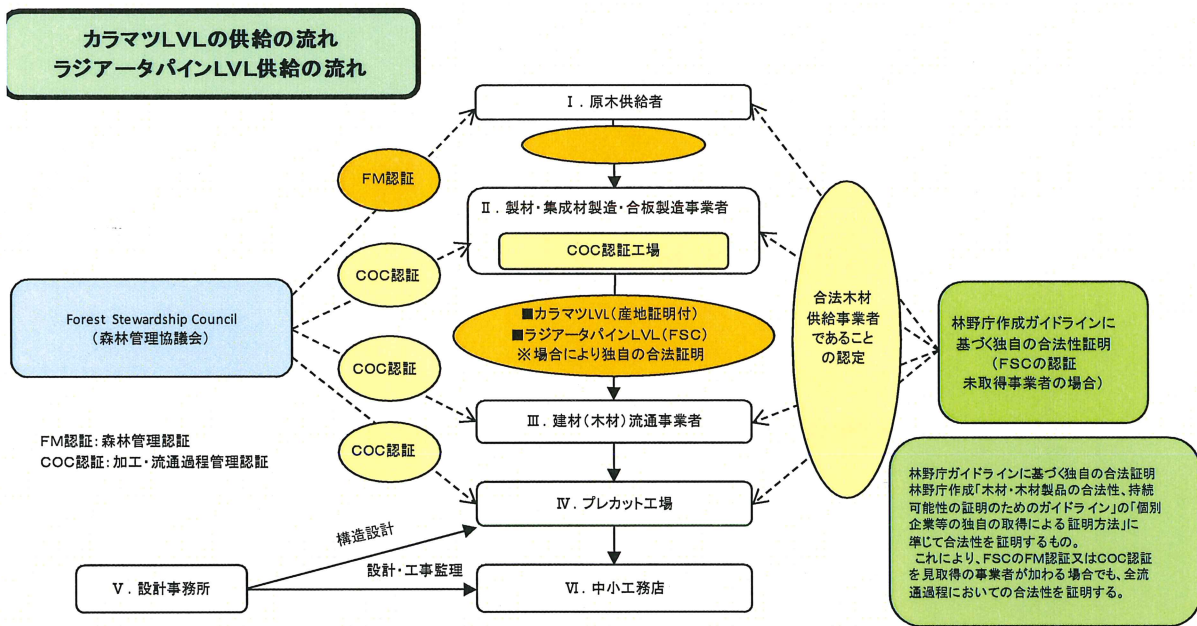 カラマツLVLの供給の流れ
ラジアータパインLVL供給の流れ
Ⅰ．原木供給者
FM認証
Ⅱ．製材・集成材製造・合板製造事業者
COC認証工場
COC認証
Forest Stewardship Council
（森林管理協議会）
■カラマツLVL（産地証明付）
■ラジアータパインLVL（FSC）
※場合により独自の合法証明
合法木材
供給事業者
であること
の認定
林野庁作成ガイドラインに
基づく独自の合法性証明
（FSCの認証
未取得事業者の場合）
COC認証
Ⅲ．建材（木材）流通事業者
FM認証：森林管理認証
COC認証：加工・流通過程管理認証
COC認証
Ⅳ．プレカット工場
構造設計
設計・工事監理
Ⅴ．設計事務所
Ⅵ．中小工務店
林野庁ガイドラインに基づく独自の合法証明
林野庁作成「木材・木材製品の合法性、持続
可能性の証明のためのガイドライン」の「個別
企業等の独自の取得による証明方法」に
準じて合法性を証明するもの。
これにより、FSCのFM認証又はCOC認証
を見取得の事業者が加わる場合でも、全流
通過程においての合法性を証明する。